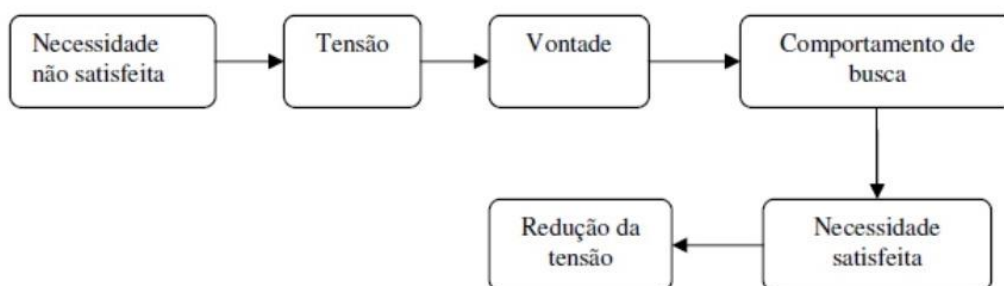 Necessidade
não satisfeita
Tensão
Vontade
Comportamento de
busca
Necessidade
satisfeita
Redução da
tensão